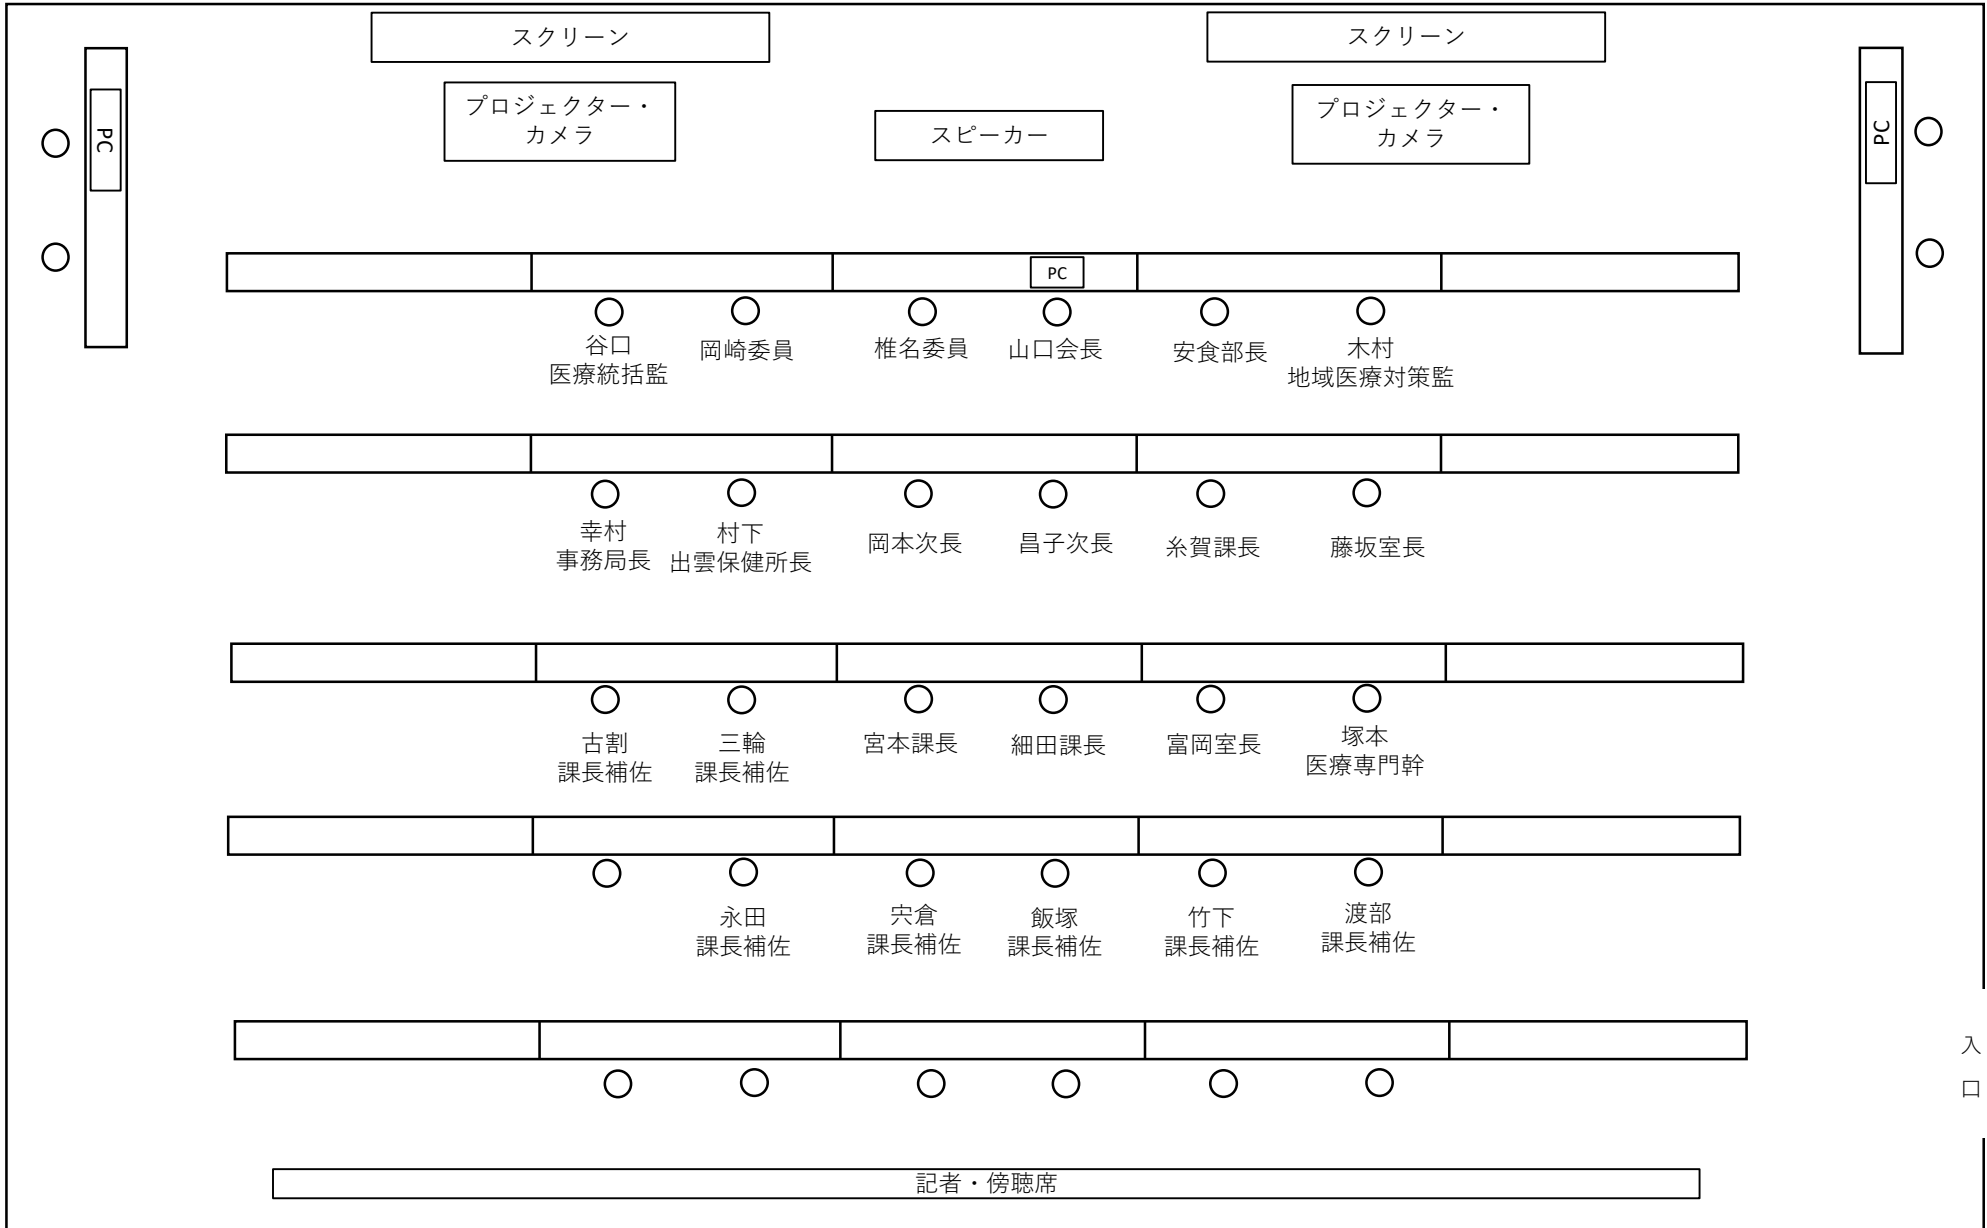 スクリーン
スクリーン
プロジェクター・
カメラ
スピーカー
プロジェクター・
カメラ
PC
PC
PC
谷口
医療統括監
岡崎委員
椎名委員
山口会長
安食部長
木村
地域医療対策監
幸村
事務局長
村下
出雲保健所長
岡本次長
昌子次長
糸賀課長
藤坂室長
古割
課長補佐
三輪
課長補佐
宮本課長
細田課長
富岡室長
塚本
医療専門幹
永田
課長補佐
宍倉
課長補佐
飯塚
課長補佐
竹下
課長補佐
渡部
課長補佐
入
口
記者・傍聴席